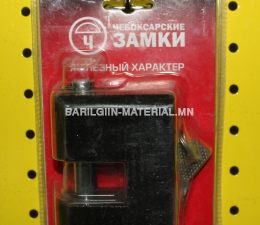 ЧЕБОКСАРСКИЕ
Ч ЗАМКИ
ЖЕЛЕЗНЫЙ ХАРАКТЕР
BARILGIIN-MATERIAL.MN